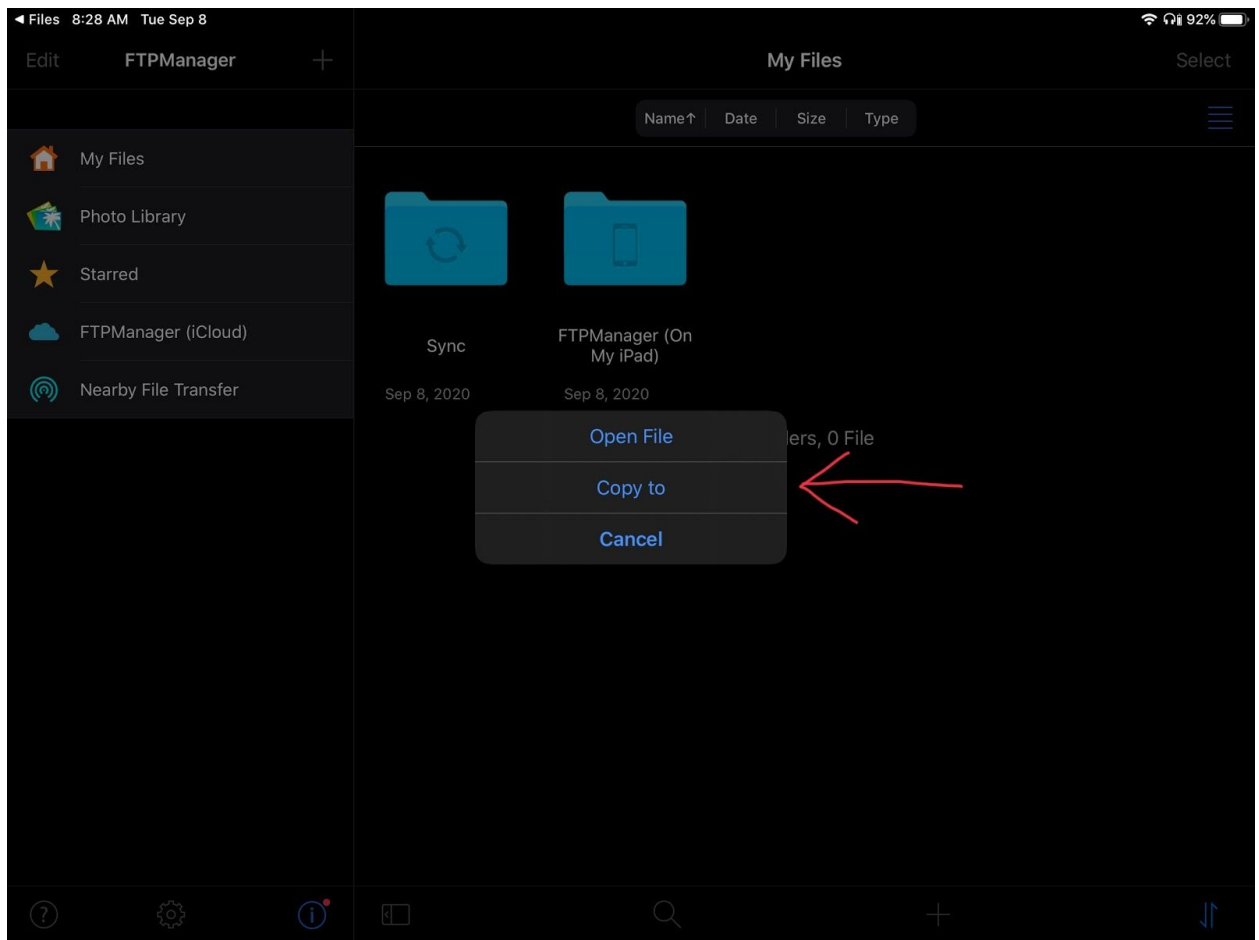 Files 8:28 AM Tue Sep 8
92%
Edit FTPManager
My Files
Select
Name↑ Date Size Type
My Files
Photo Library
Starred
FTPManager (iCloud)
Nearby File Transfer
Sync
FTPManager (On
My iPad)
Sep 8, 2020
Sep 8, 2020
0 File
Open File
Copy to
Cancel